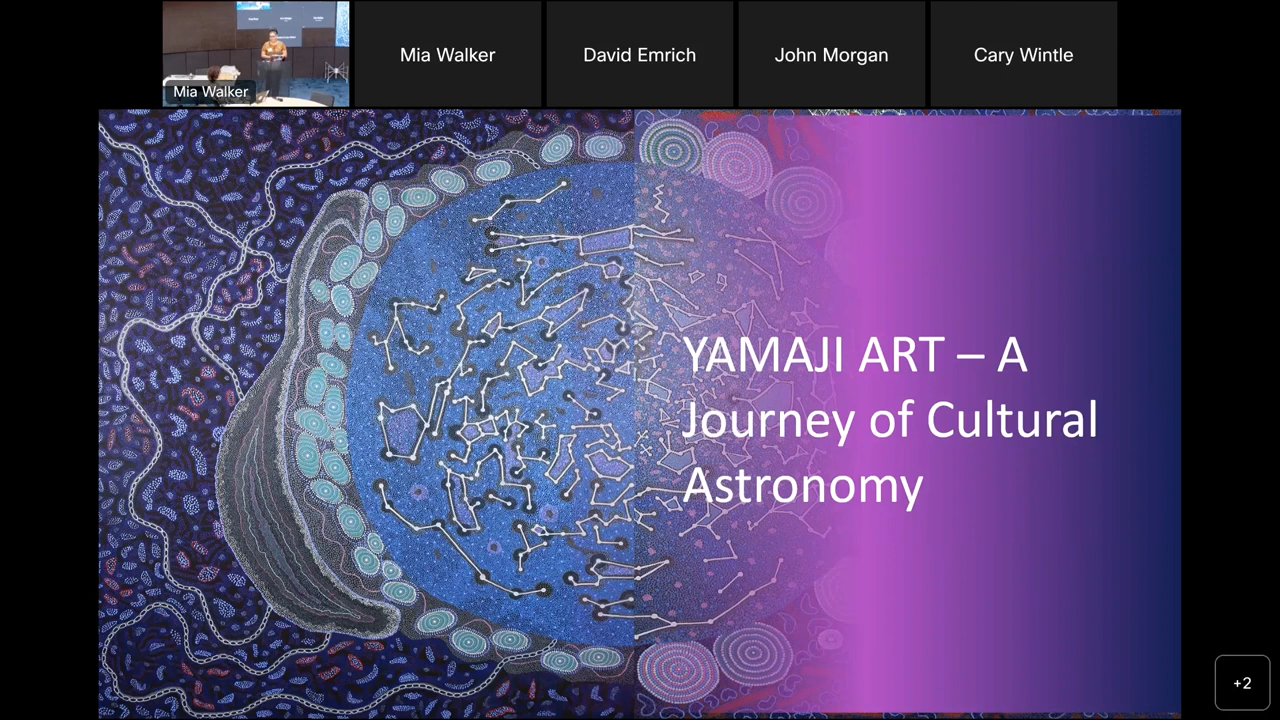 Mia Walker
Mia Walker
David Emrich
John Morgan
Cary Wintle
YAMAJI ART – A
Journey of Cultural
Astronomy
+2